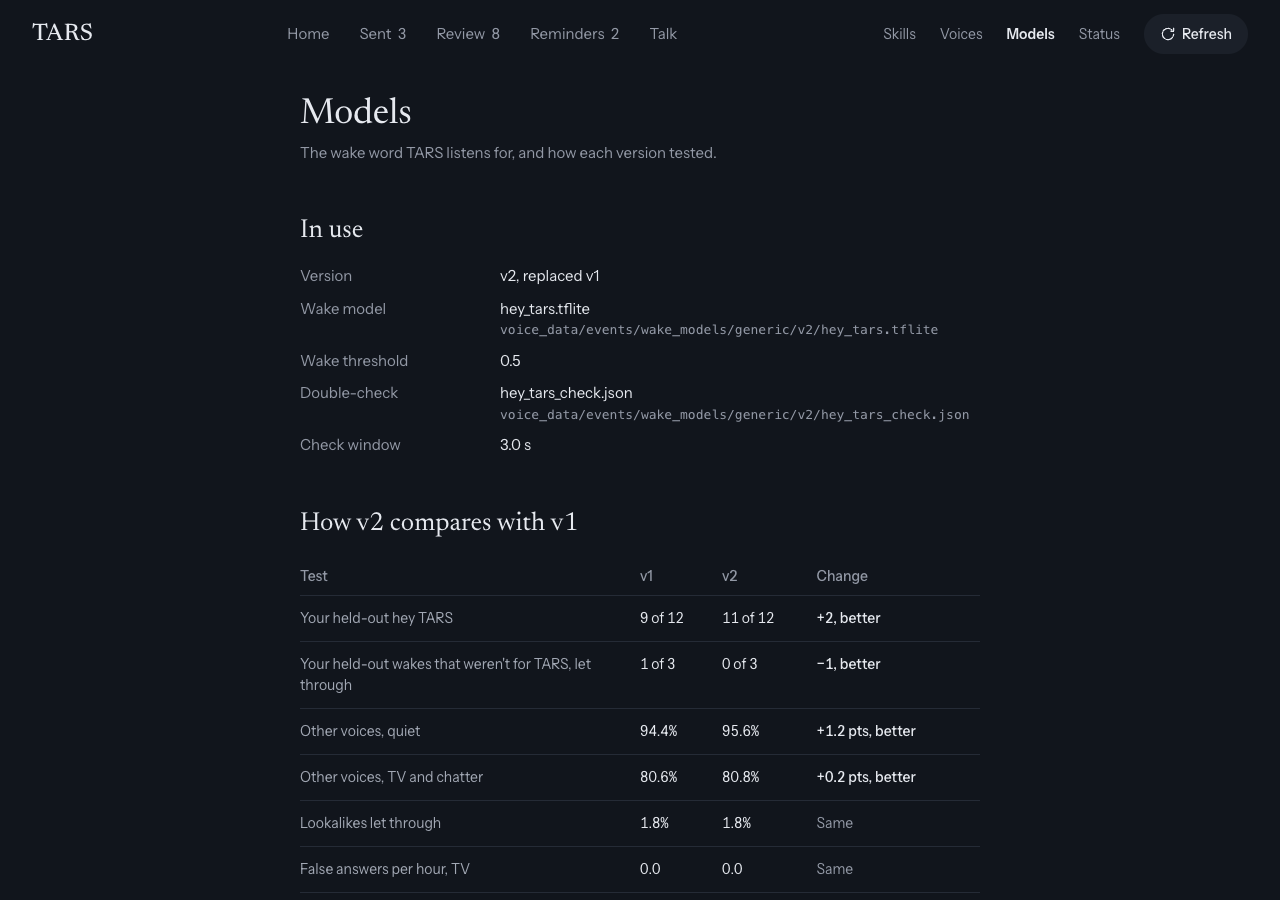 TARS
Home Sent 3 Review 8 Reminders 2 Talk Skills Voices Models Status Refresh
Models
The wake word TARS listens for, and how each version tested.
In use
Version v2, replaced v1
Wake model hey_tars.tflite
voice_data/events/wake_models/generic/v2/hey_tars.tflite
Wake threshold 0.5
Double-check hey_tars_check.json
voice_data/events/wake_models/generic/v2/hey_tars_check.json
Check window 3.0 s
How v2 compares with v1
Test v1 v2 Change
Your held-out hey TARS 9 of 12 11 of 12 +2, better
Your held-out wakes that weren't for TARS, let 1 of 3 0 of 3 −1, better
through
Other voices, quiet 94.4% 95.6% +1.2 pts, better
Other voices, TV and chatter 80.6% 80.8% +0.2 pts, better
Lookalikes let through 1.8% 1.8% Same
False answers per hour, TV 0.0 0.0 Same